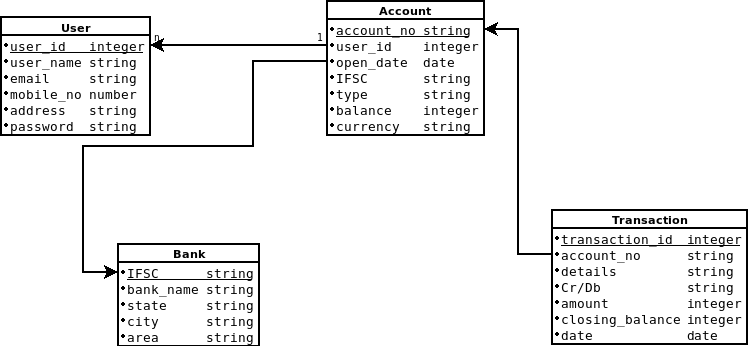 User
user_id integer
user_name string
email string
mobile_no number
address string
password string
n
1
Account
account_no string
user_id integer
open_date date
IFSC string
type string
balance integer
currency string
Bank
IFSC string
bank_name string
state string
city string
area string
Transaction
transaction_id integer
account_no string
details string
Cr/Db string
amount integer
closing_balance integer
date date